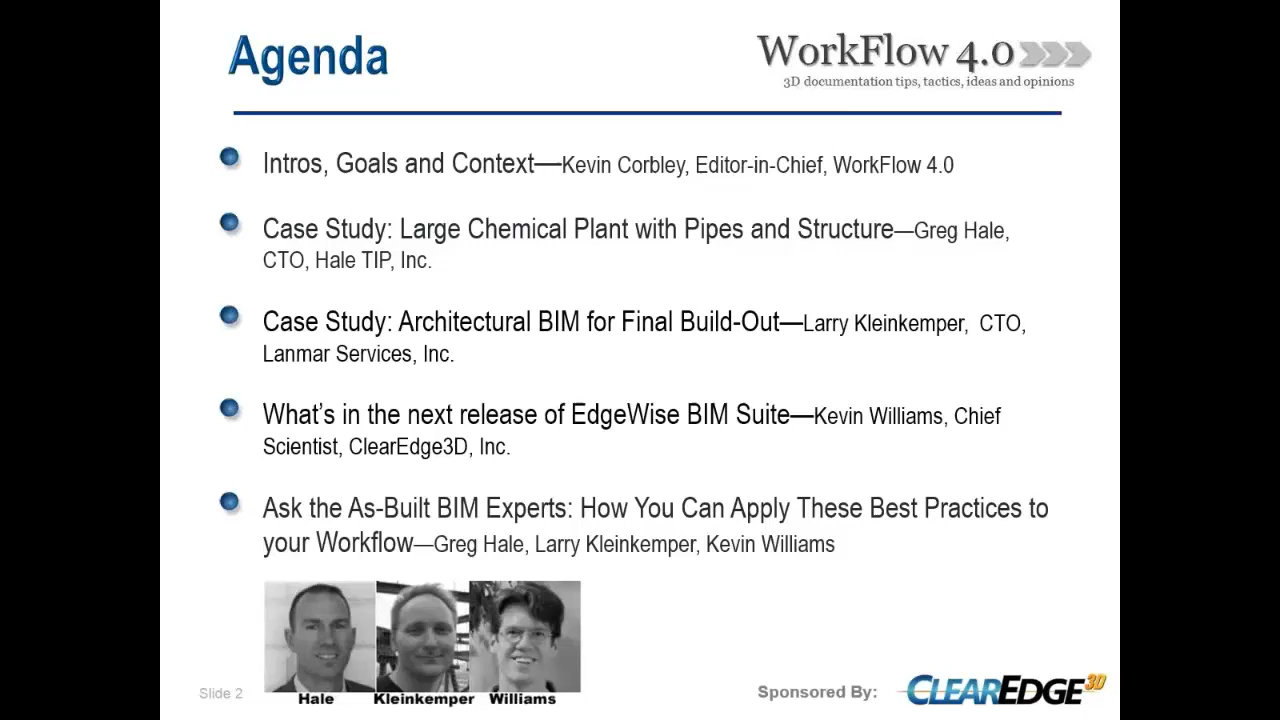 Agenda
WorkFlow 4.0
3D documentation tips, tactics, ideas and opinions
Intros, Goals and Context—Kevin Corbley, Editor-in-Chief, WorkFlow 4.0
Case Study: Large Chemical Plant with Pipes and Structure—Greg Hale,
CTO, Hale TIP, Inc.
Case Study: Architectural BIM for Final Build-Out—Larry Kleinkemper, CTO,
Lanmar Services, Inc.
What's in the next release of EdgeWise BIM Suite—Kevin Williams, Chief
Scientist, ClearEdge3D, Inc.
Ask the As-Built BIM Experts: How You Can Apply These Best Practices to
your Workflow—Greg Hale, Larry Kleinkemper, Kevin Williams
Hale Kleinkemper Williams
Slide 2
Sponsored By: CLEAREDGE3D